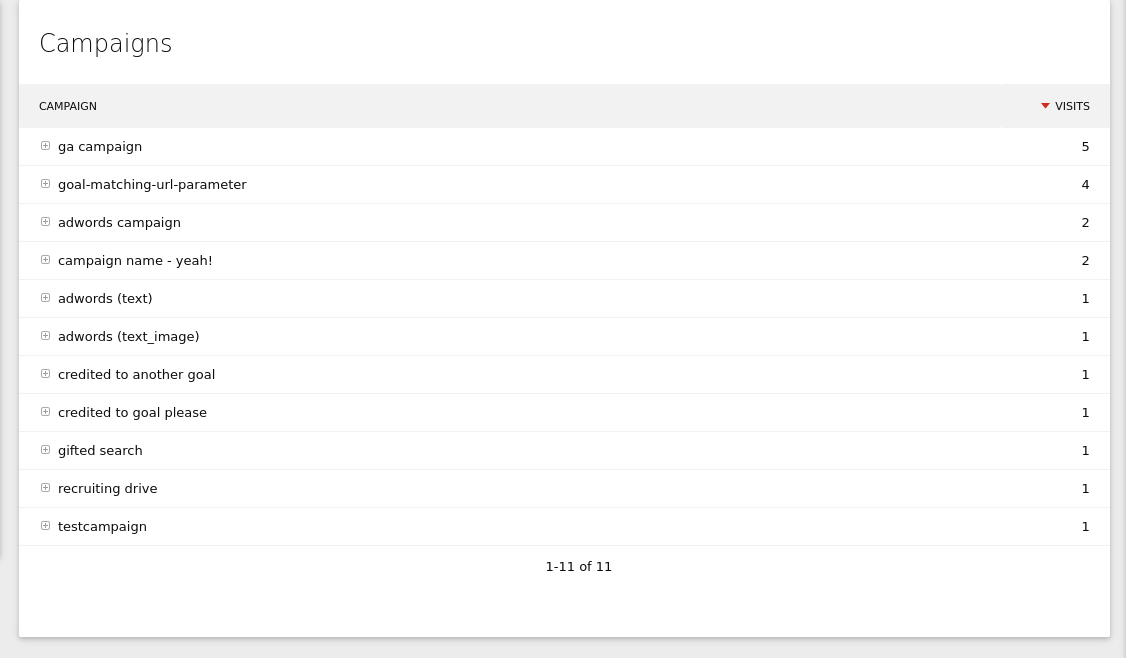 Campaigns
CAMPAIGN VISITS
ga campaign 5
goal-matching-url-parameter 4
adwords campaign 2
campaign name - yeah! 2
adwords (text) 1
adwords (text_image) 1
credited to another goal 1
credited to goal please 1
gifted search 1
recruiting drive 1
testcampaign 1
1-11 of 11